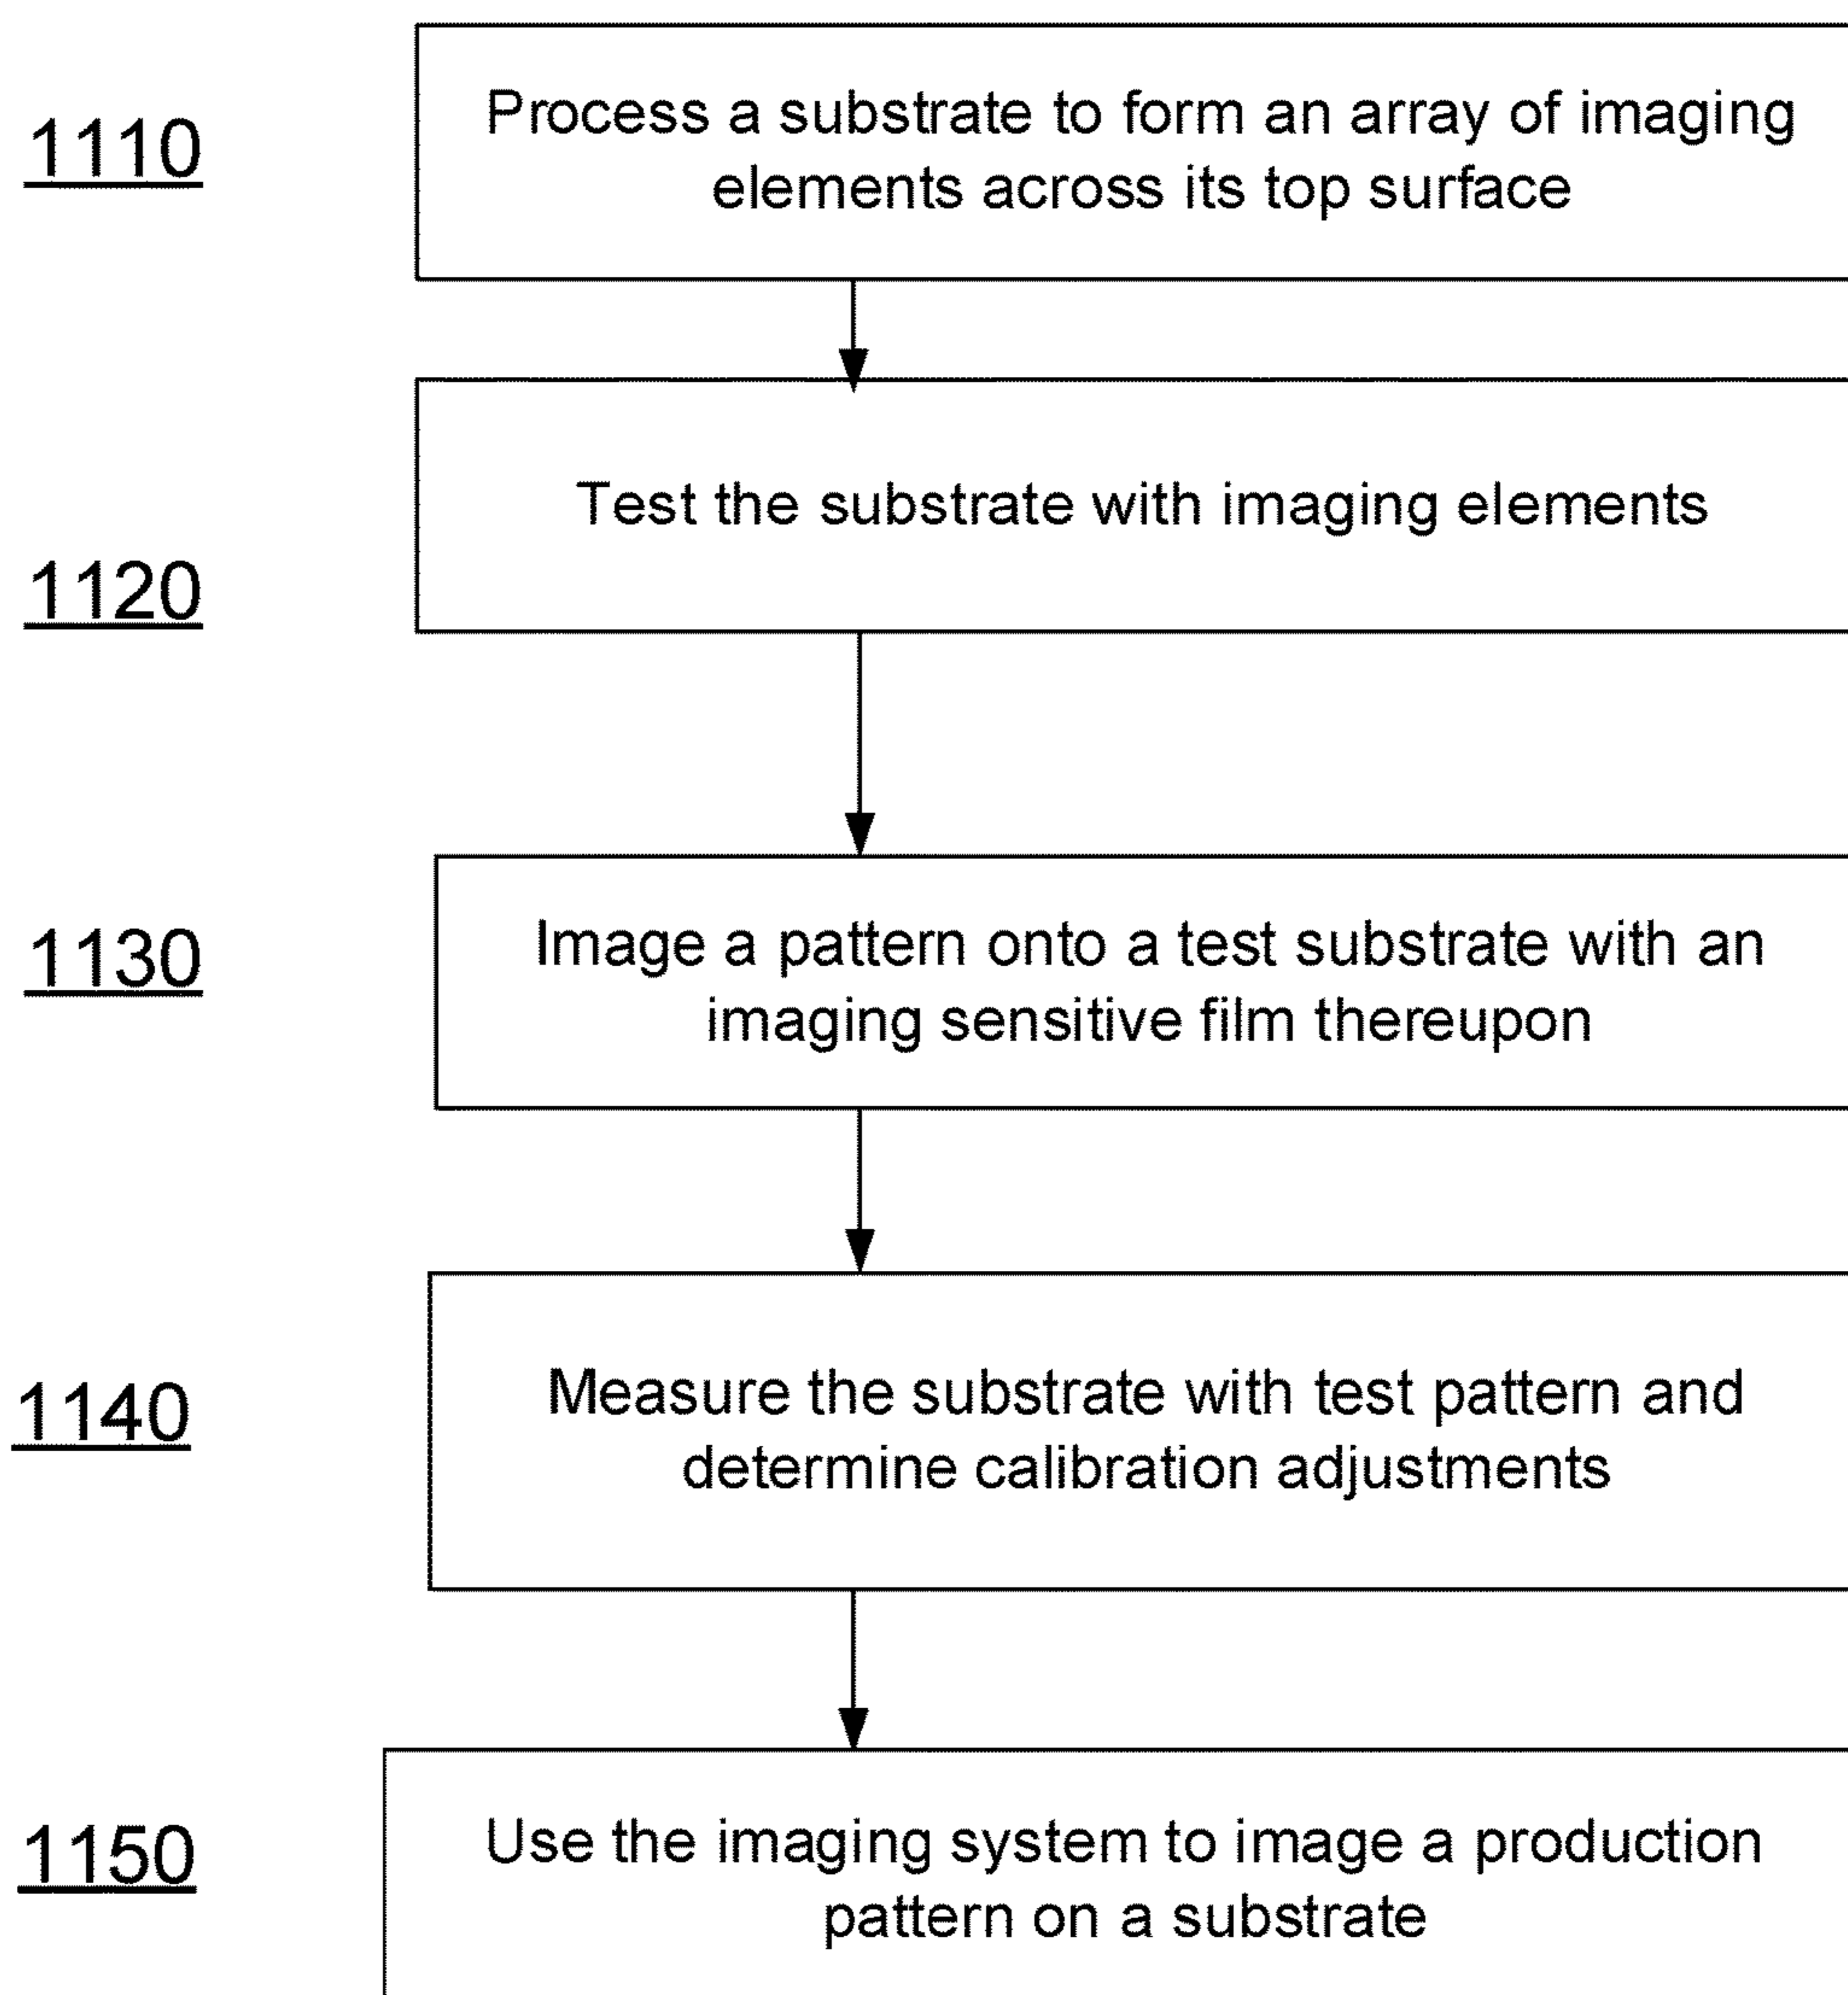 1110
Process a substrate to form an array of imaging
elements across its top surface
1120
Test the substrate with imaging elements
1130
Image a pattern onto a test substrate with an
imaging sensitive film thereupon
1140
Measure the substrate with test pattern and
determine calibration adjustments
1150
Use the imaging system to image a production
pattern on a substrate